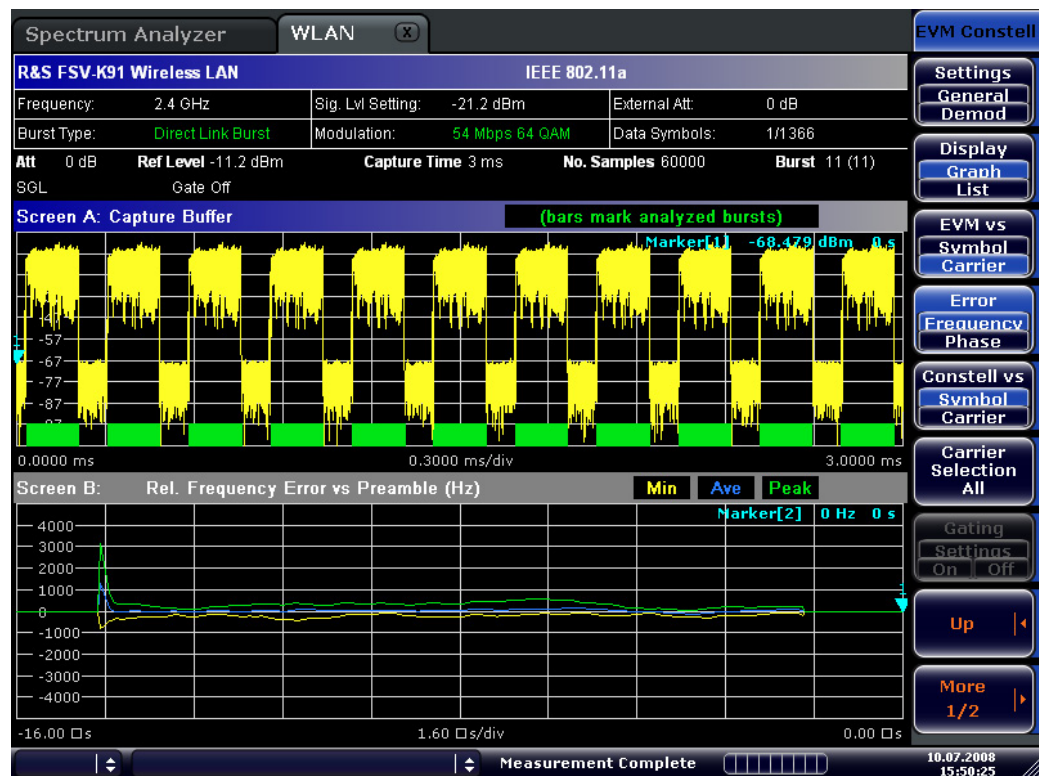 Spectrum Analyzer WLAN X
EVM Constell
R&S FSV-K91 Wireless LAN IEEE 802.11a
Frequency: 2.4 GHz Sig. Lvl Setting: -21.2 dBm External Att: 0 dB
Burst Type: Direct Link Burst Modulation: 54 Mbps 64 QAM Data Symbols: 1/1366
Att 0 dB Ref Level -11.2 dBm Capture Time 3 ms No. Samples 60000 Burst 11 (11)
SGL Gate Off
Screen A: Capture Buffer (bars mark analyzed bursts)
Marker[1] -68.479 dBm 0 s
-47
-57
-67
-77
-87
-97
1
0.0000 ms 0.3000 ms/div 3.0000 ms
Screen B: Rel. Frequency Error vs Preamble (Hz) Min Ave Peak
Marker[2] 0 Hz 0 s
4000
3000
2000
1000
0
-1000
-2000
-3000
-4000
1
-16.00 □s 1.60 □s/div 0.00 □s
Measurement Complete
Settings
General
Demod
Display
Graph
List
EVM vs
Symbol
Carrier
Error
Frequency
Phase
Constell vs
Symbol
Carrier
Carrier
Selection
All
Gating
Settings
On Off
Up
More
1/2
10.07.2008
15:50:25